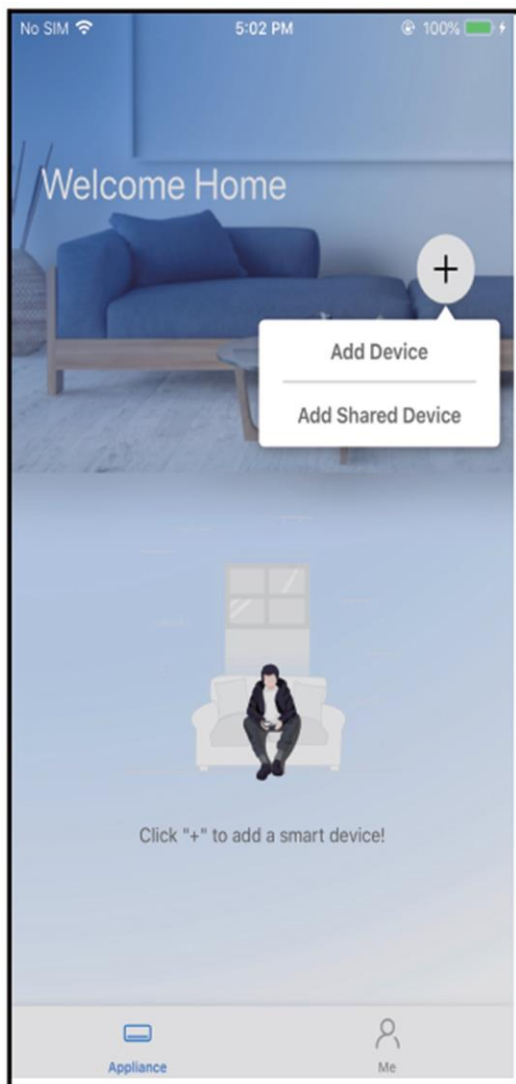 No SIM 5:02 PM 100%
Welcome Home
+
Add Device
Add Shared Device
Click "+" to add a smart device!
Appliance Me